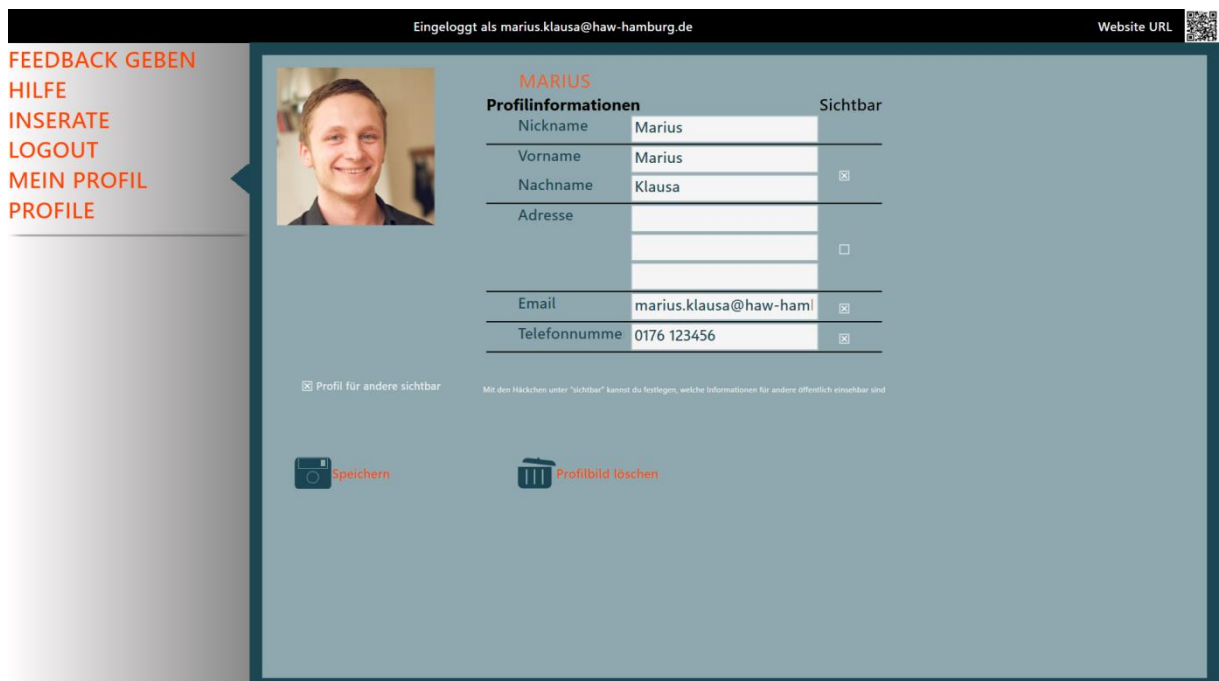 Eingeloggt als marius.klausa@haw-hamburg.de
Website URL
FEEDBACK GEBEN
HILFE
INSERATE
LOGOUT
MEIN PROFIL
PROFILE
MARIUS
Profilinformationen Sichtbar
Nickname Marius
Vorname Marius
Nachname Klausa
Adresse
Email marius.klausa@haw-haml
Telefonnumme 0176 123456
Profil für andere sichtbar
Mit den Häckchen unter "sichtbar" kannst du festlegen, welche Informationen für andere öffentlich einsehbar sind
Speichern
Profilbild löschen